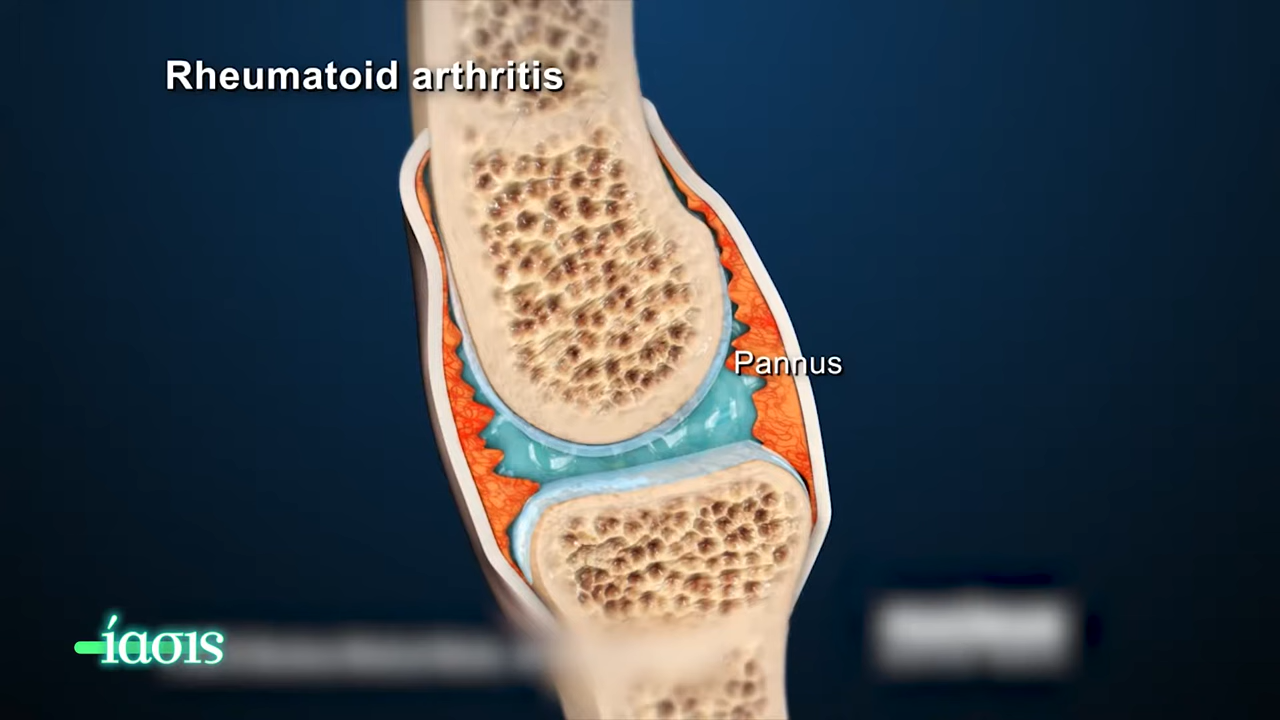 Rheumatoid arthritis
Pannus
ίασις